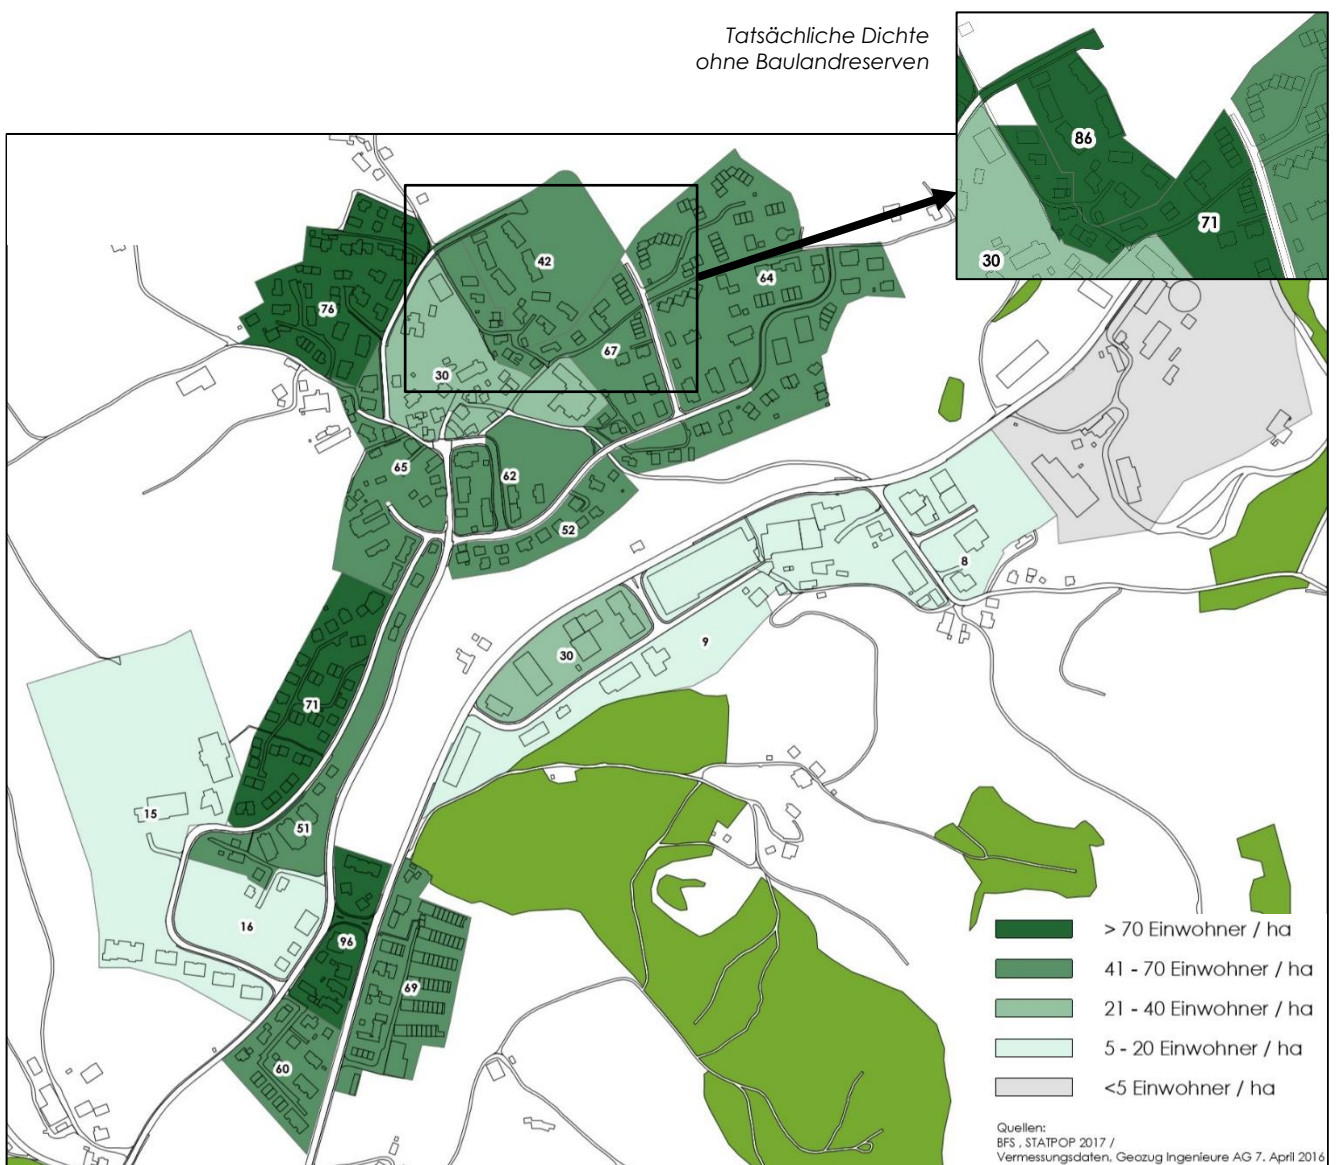 Tatsächliche Dichte
ohne Baulandreserven
86
71
30
42
64
76
67
30
65
62
52
8
9
30
71
15
51
16
96
69
60
> 70 Einwohner / ha
41 - 70 Einwohner / ha
21 - 40 Einwohner / ha
5 - 20 Einwohner / ha
<5 Einwohner / ha
Quellen:
BFS , STATPOP 2017 /
Vermessungsdaten, Geozug Ingenieure AG 7. April 2016